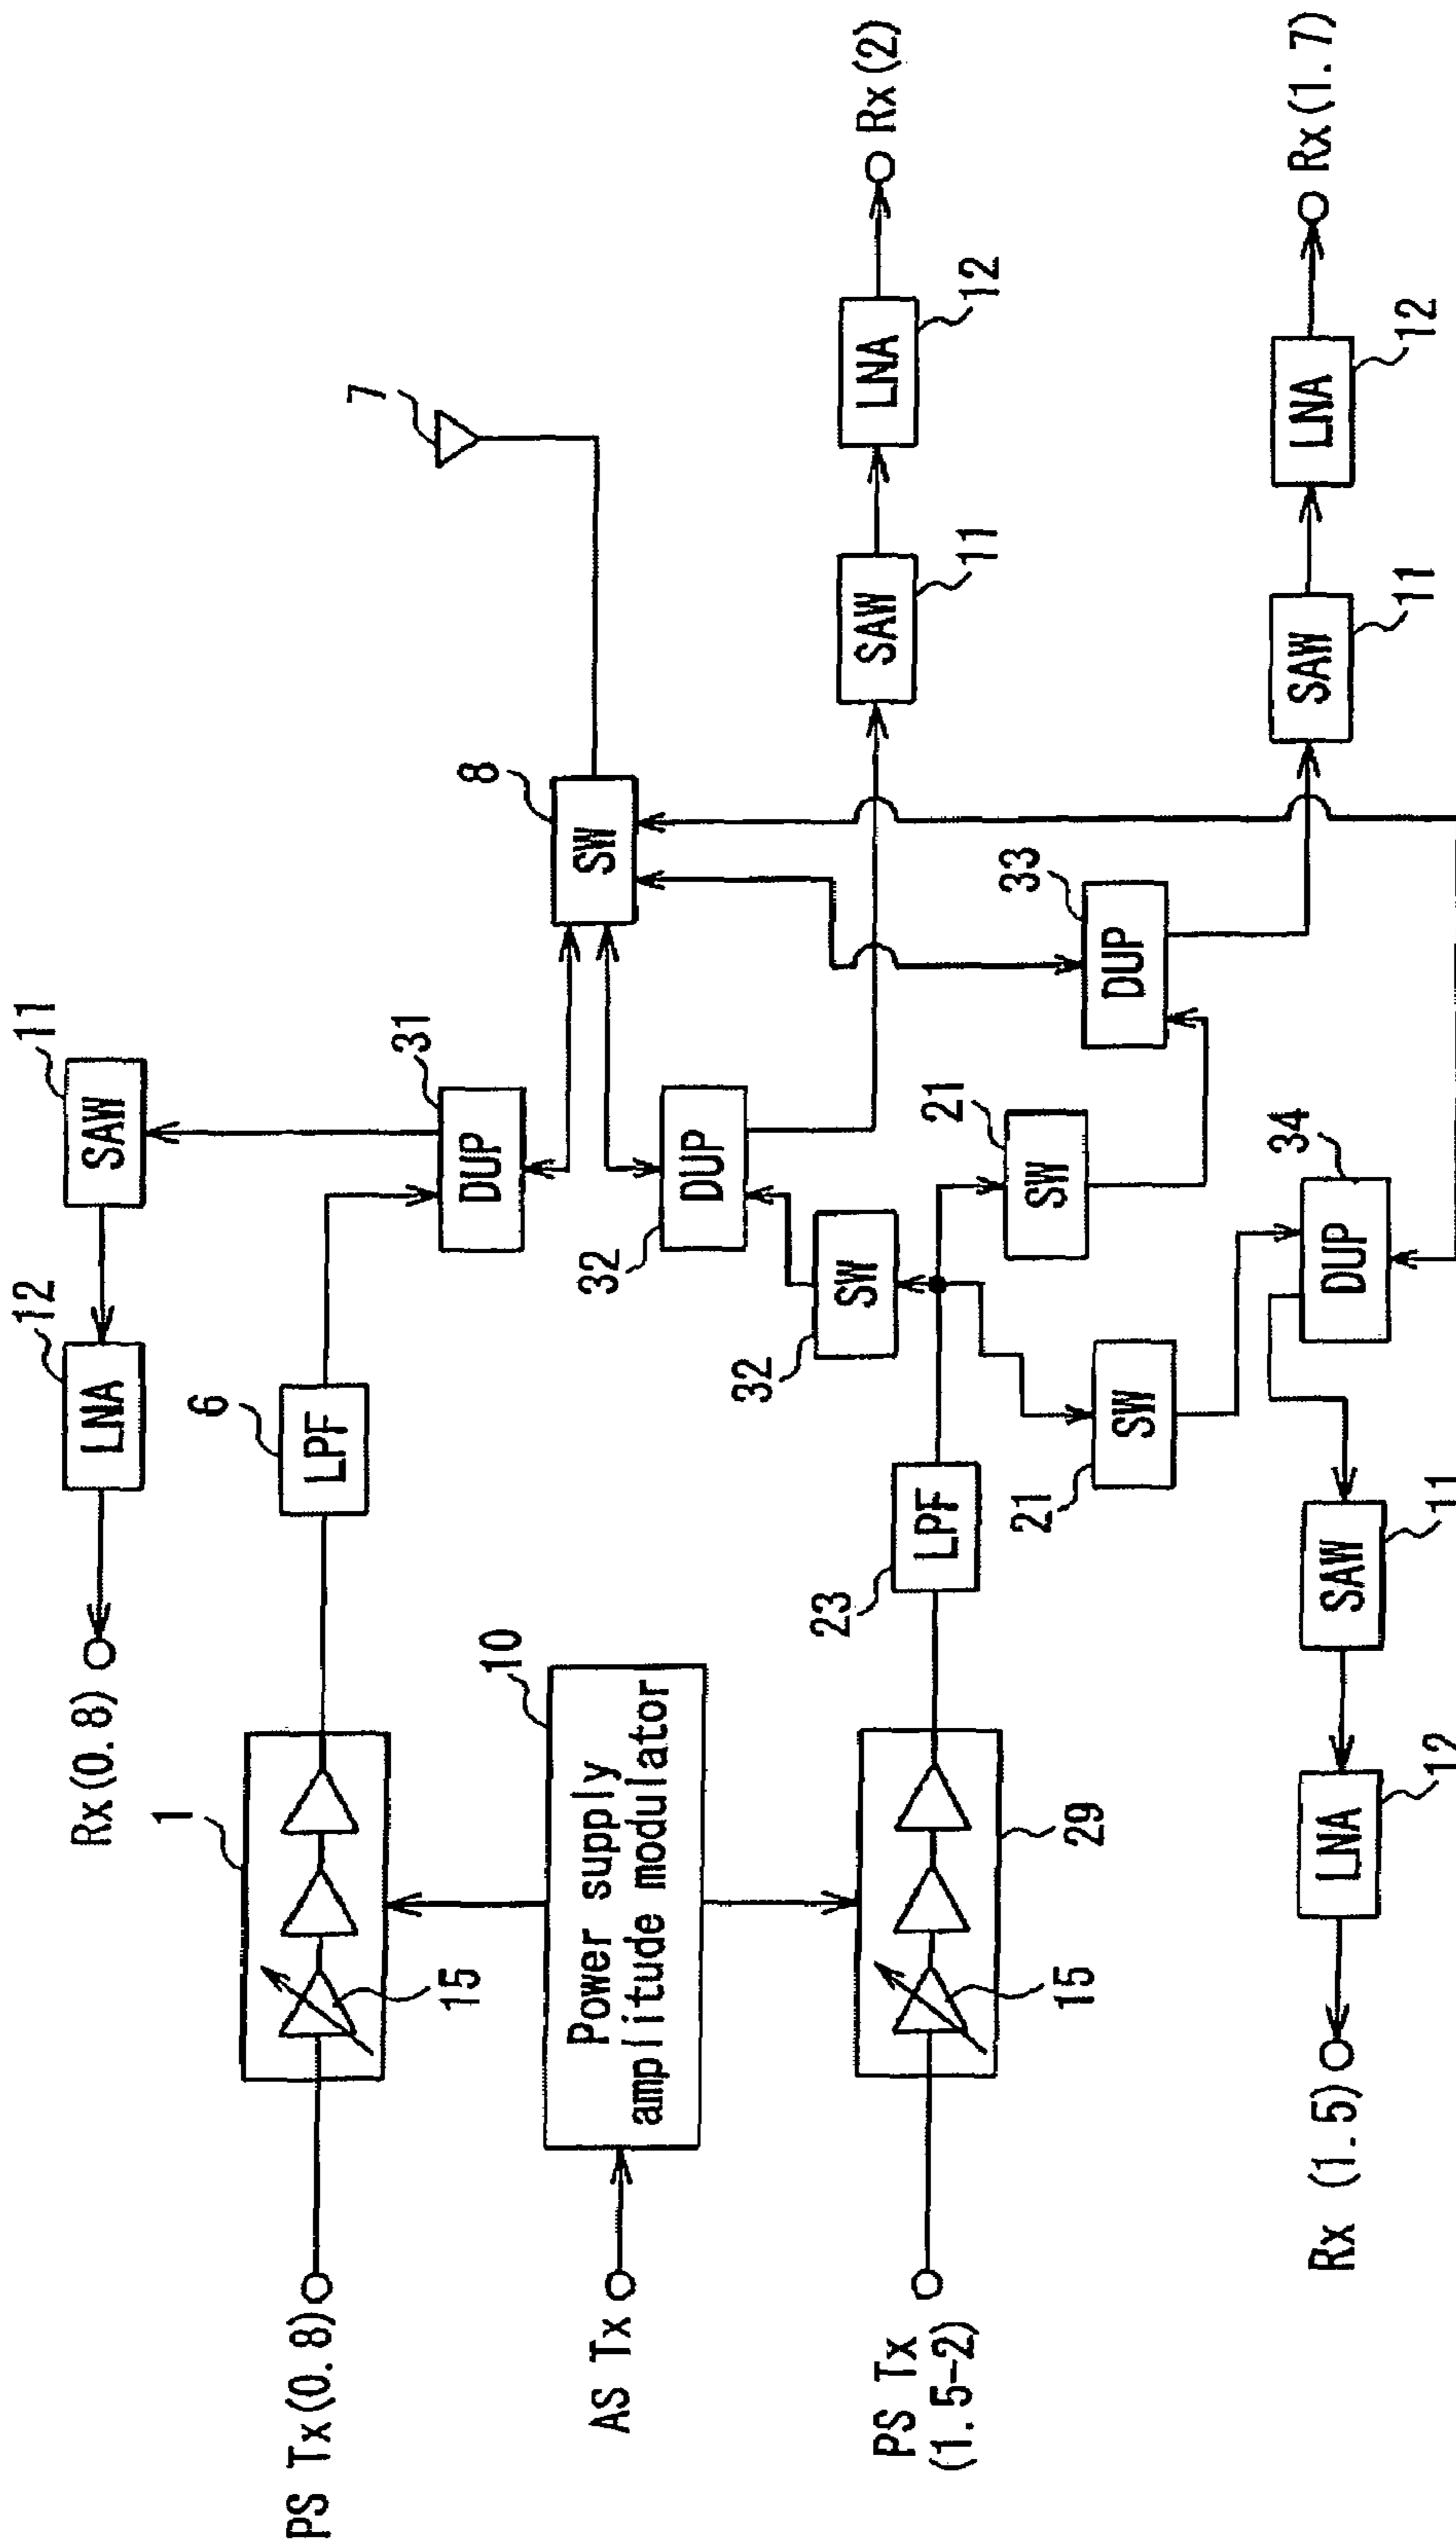 PS Tx(0.8)
1
15
6
LPF
Rx(0.8)
12
LNA
11
SAW
31
DUP
8
SW
7
AS Tx
10
Power supply
amplitude modulator
32
DUP
32
SW
11
SAW
12
LNA
Rx(2)
PS Tx
(1.5-2)
15
29
23
LPF
21
SW
21
SW
33
DUP
11
SAW
12
LNA
Rx(1.7)
34
DUP
11
SAW
12
LNA
Rx (1.5)